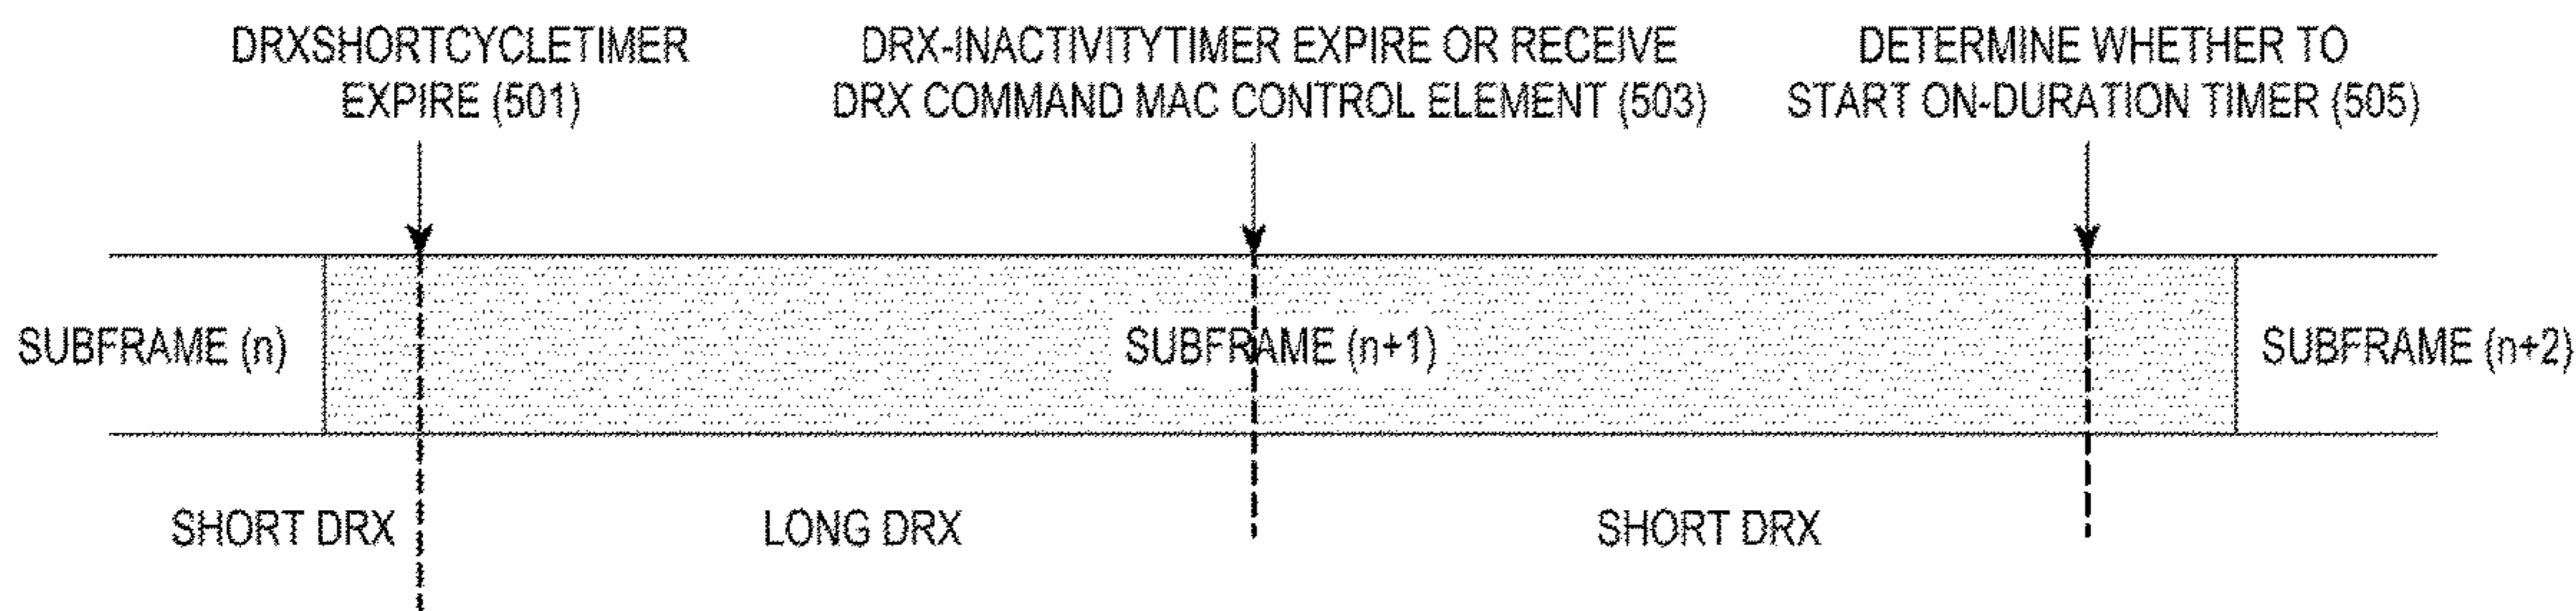 DRXSHORTCYCLETIMER
EXPIRE (501)
DRX-INACTIVITYTIMER EXPIRE OR RECEIVE
DRX COMMAND MAC CONTROL ELEMENT (503)
DETERMINE WHETHER TO
START ON-DURATION TIMER (505)
SUBFRAME (n)
SUBFRAME (n+1)
SUBFRAME (n+2)
SHORT DRX
LONG DRX
SHORT DRX